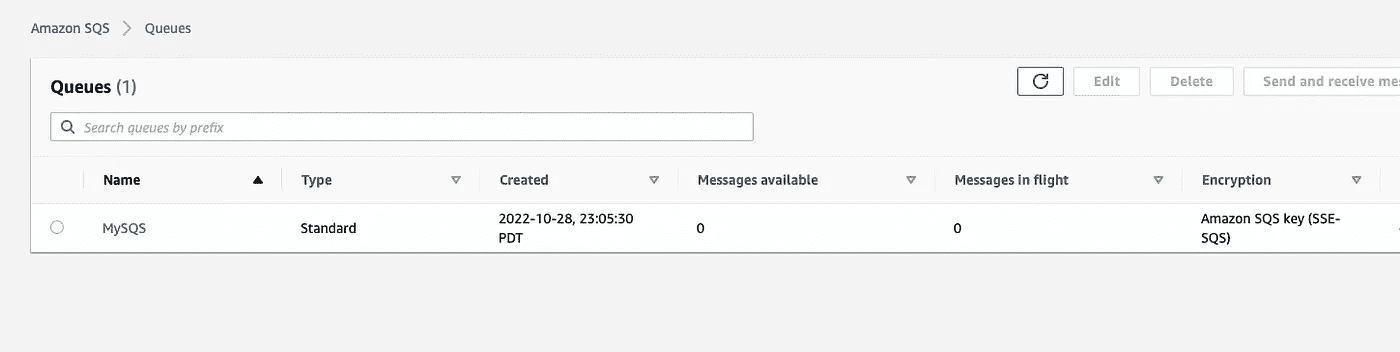 Amazon SQS > Queues
Queues (1)
Edit Delete Send and receive
Search queues by prefix
Name Type Created Messages available Messages in flight Encryption
MySQS Standard 2022-10-28, 23:05:30 PDT 0 0 Amazon SQS key (SSE-SQS)